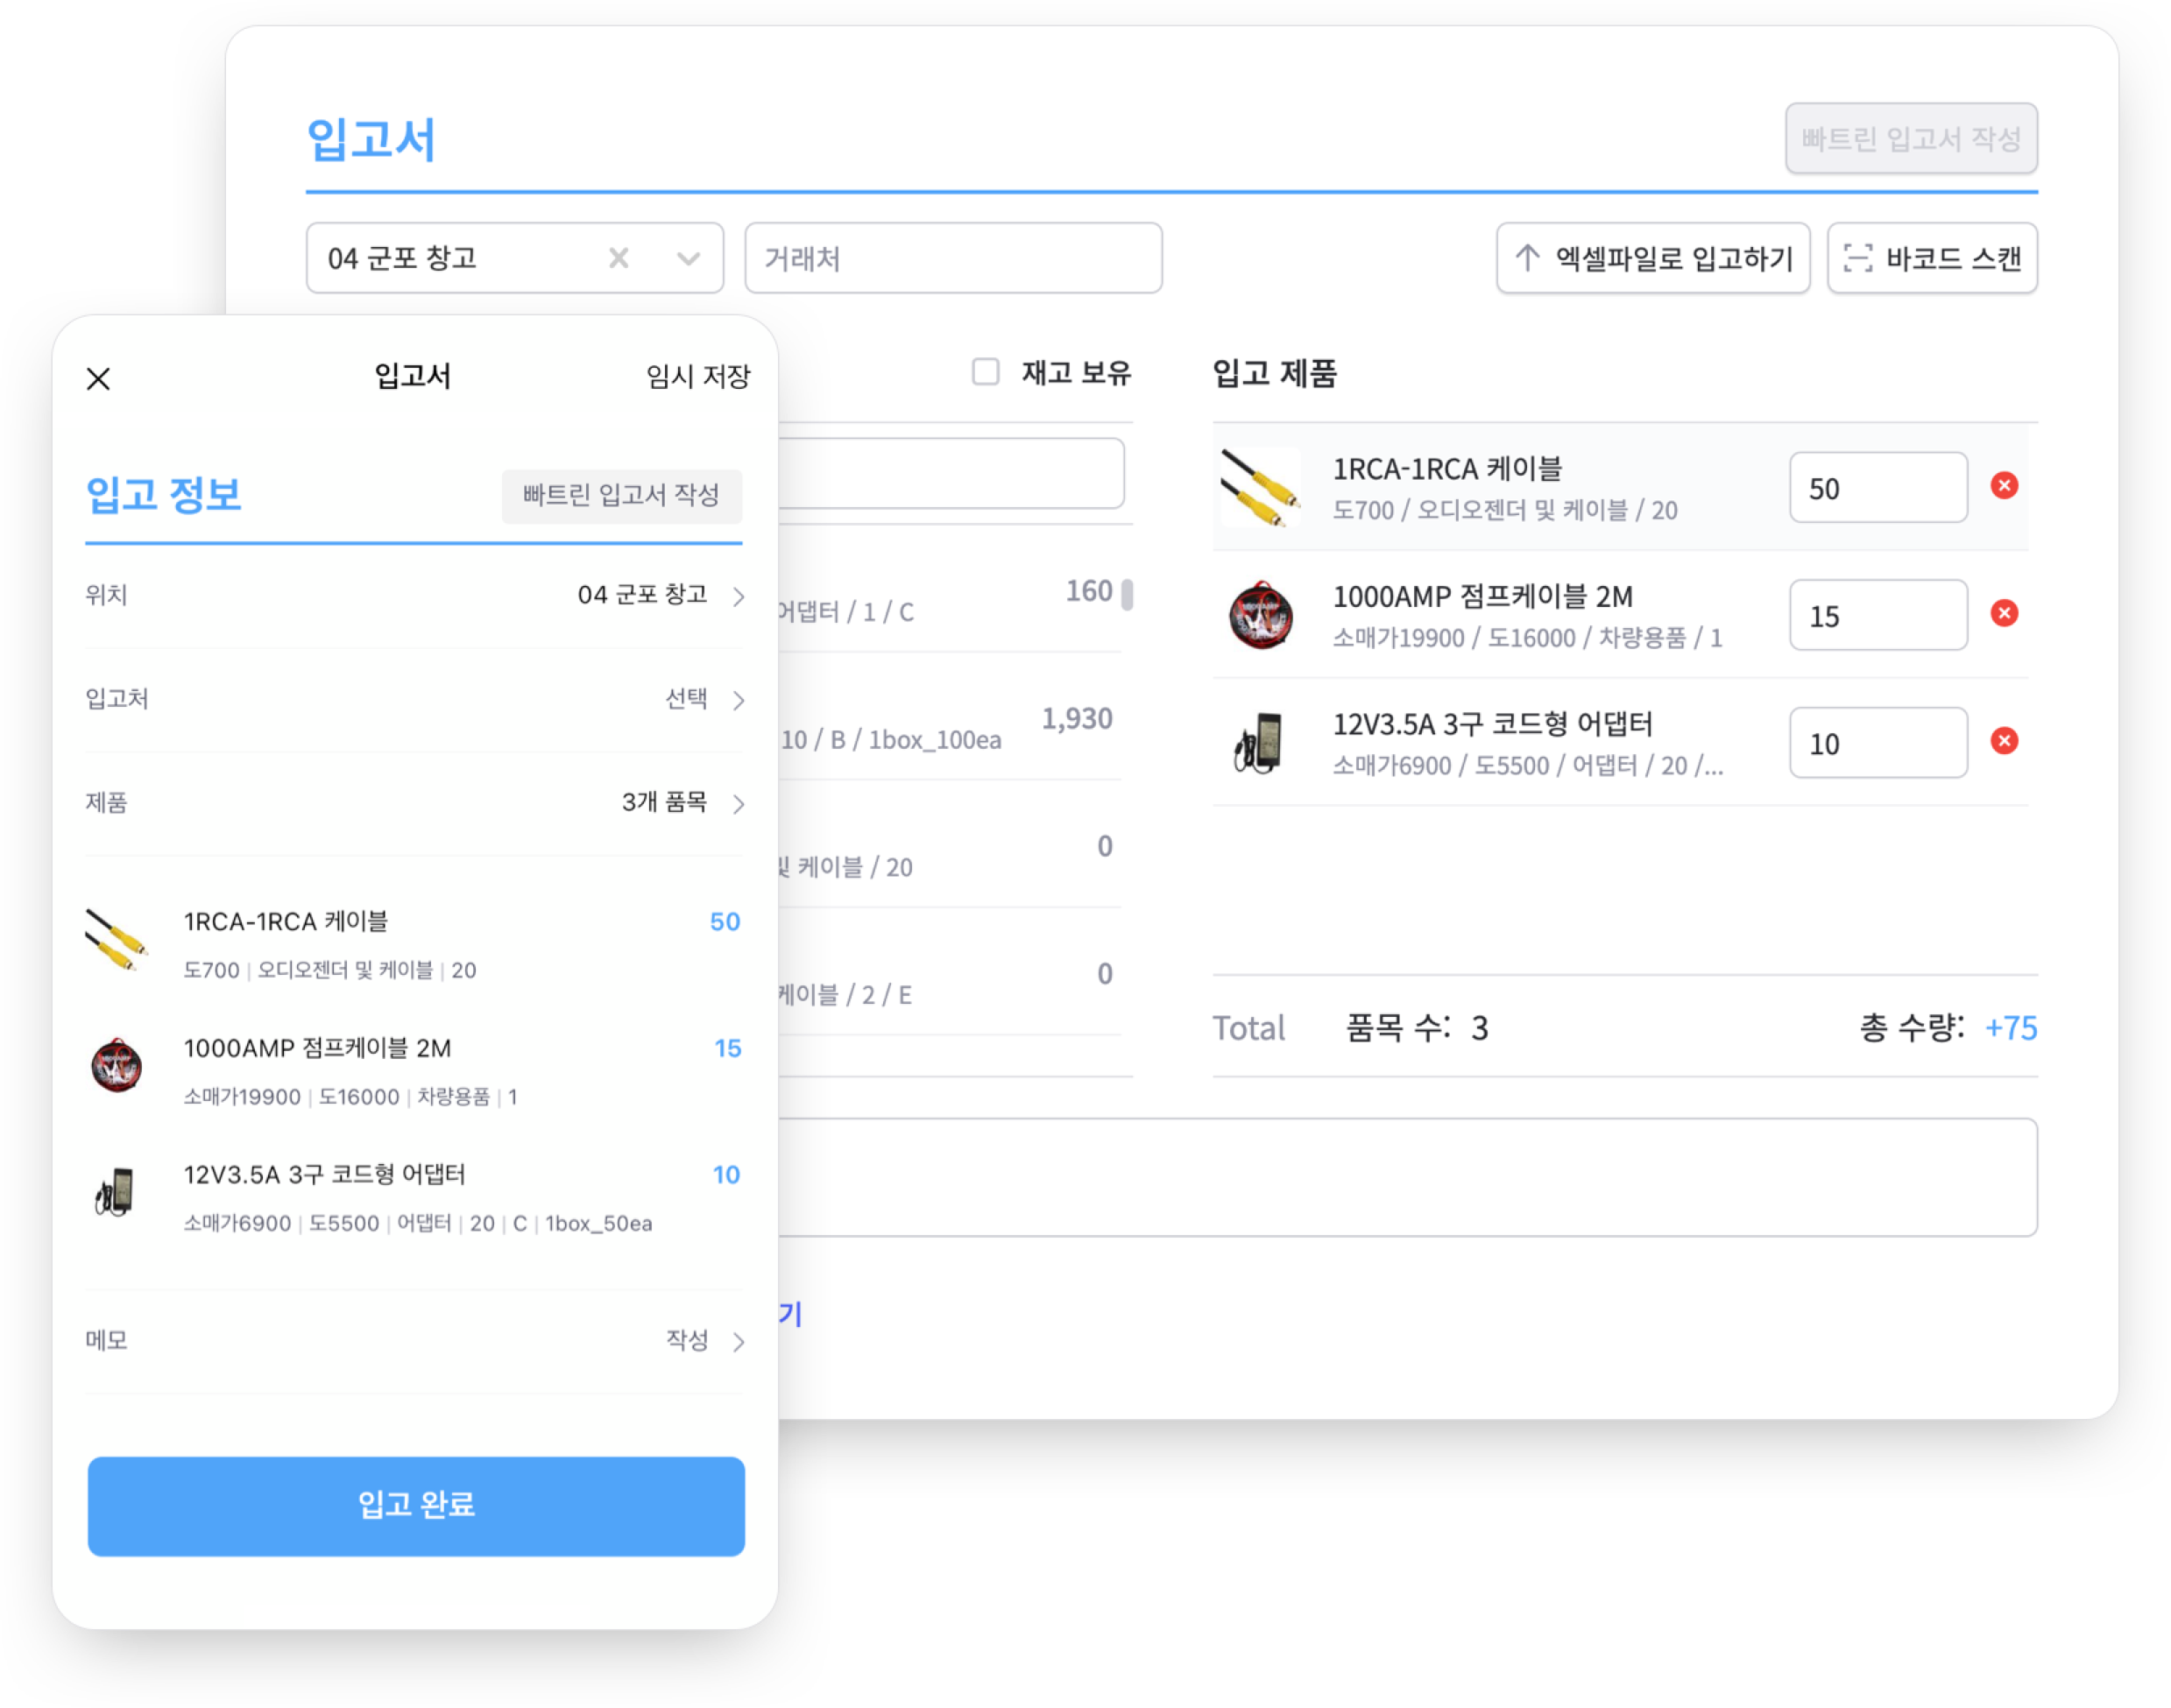 입고서
빠트린 입고서 작성
04 군포 창고
거래처
엑셀파일로 입고하기
바코드 스캔
재고 보유
160
어댑터 / 1 / C
1,930
10 / B / 1box_100ea
0
및 케이블 / 20
0
케이블 / 2 / E
기
입고 제품
1RCA-1RCA 케이블
도700 / 오디오젠더 및 케이블 / 20
50
1000AMP 점프케이블 2M
소매가19900 / 도16000 / 차량용품 / 1
15
12V3.5A 3구 코드형 어댑터
소매가6900 / 도5500 / 어댑터 / 20 /...
10
Total 품목 수: 3 총 수량: +75
입고서
임시 저장
입고 정보
빠트린 입고서 작성
위치 04 군포 창고
입고처 선택
제품 3개 품목
1RCA-1RCA 케이블 50
도700 | 오디오젠더 및 케이블 | 20
1000AMP 점프케이블 2M 15
소매가19900 | 도16000 | 차량용품 | 1
12V3.5A 3구 코드형 어댑터 10
소매가6900 | 도5500 | 어댑터 | 20 | C | 1box_50ea
메모 작성
입고 완료